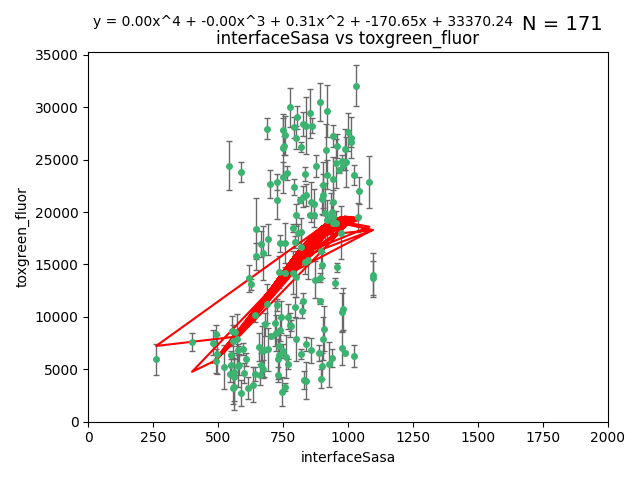 y = 0.00x^4 + -0.00x^3 + 0.31x^2 + -170.65x + 33370.24 N = 171
interfaceSasa vs toxgreen_fluor
35000
30000
25000
20000
15000
10000
5000
0
toxgreen_fluor
0 250 500 750 1000 1250 1500 1750 2000
interfaceSasa